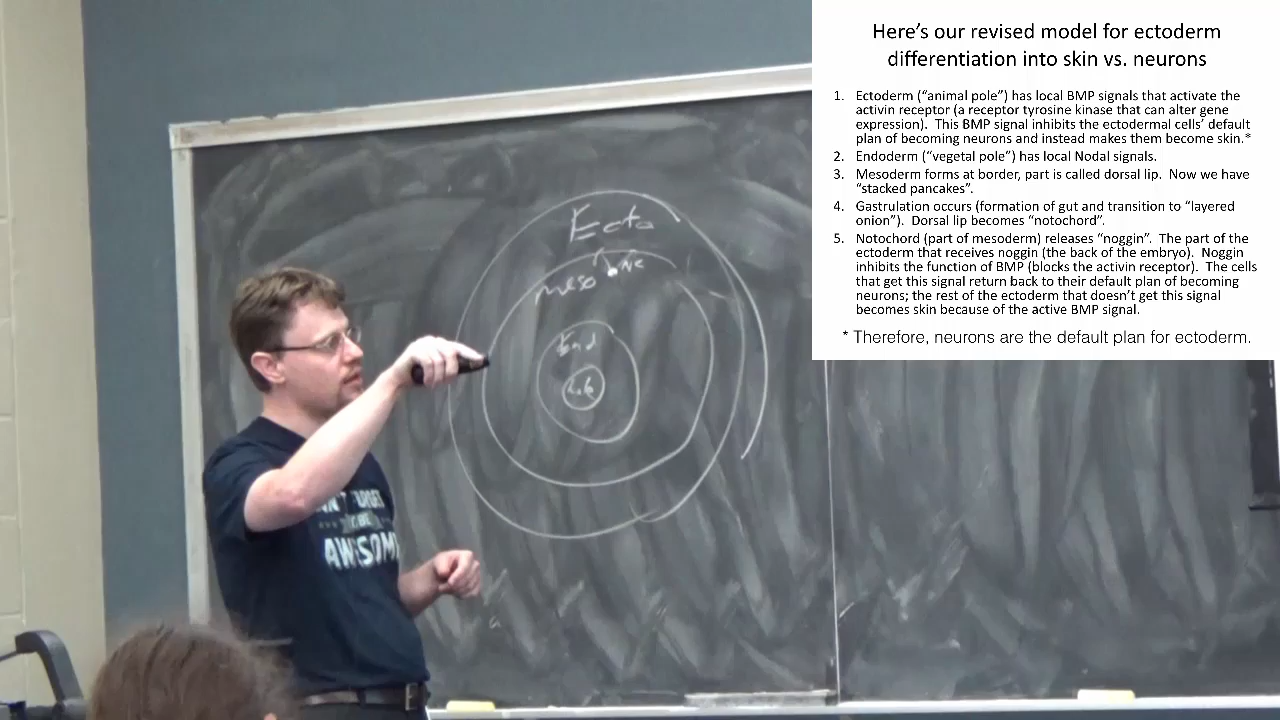 Here's our revised model for ectoderm
differentiation into skin vs. neurons
1. Ectoderm (“animal pole”) has local BMP signals that activate the
activin receptor (a receptor tyrosine kinase that can alter gene
expression). This BMP signal inhibits the ectodermal cells’ default
plan of becoming neurons and instead makes them become skin.*
2. Endoderm (“vegetal pole”) has local Nodal signals.
3. Mesoderm forms at border, part is called dorsal lip. Now we have
“stacked pancakes”.
4. Gastrulation occurs (formation of gut and transition to “layered
onion”). Dorsal lip becomes “notochord”.
5. Notochord (part of mesoderm) releases “noggin”. The part of the
ectoderm that receives noggin (the back of the embryo). Noggin
inhibits the function of BMP (blocks the activin receptor). The cells
that get this signal return back to their default plan of becoming
neurons; the rest of the ectoderm that doesn’t get this signal
becomes skin because of the active BMP signal.
* Therefore, neurons are the default plan for ectoderm.
Ecto
Nc
meso
End
FORGET
TO BE
AWESOME